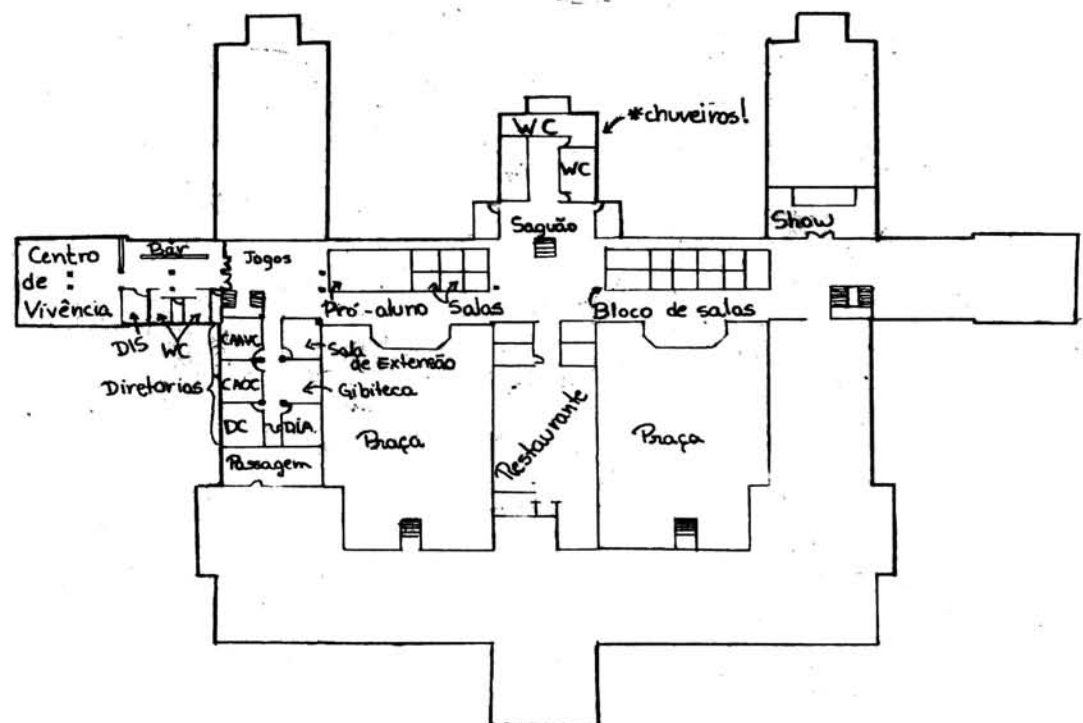 *chuveiros!
WC
WC
Saguão
Show
Centro
de
Vivência
Bar
Jogos
Pró-aluno
Salas
Bloco de salas
DIS
WC
CAAVC
Sala
de Extensão
Diretorias
CAOC
Gibiteca
DC
DIA.
Praça
Restaurante
Praça
Passagem